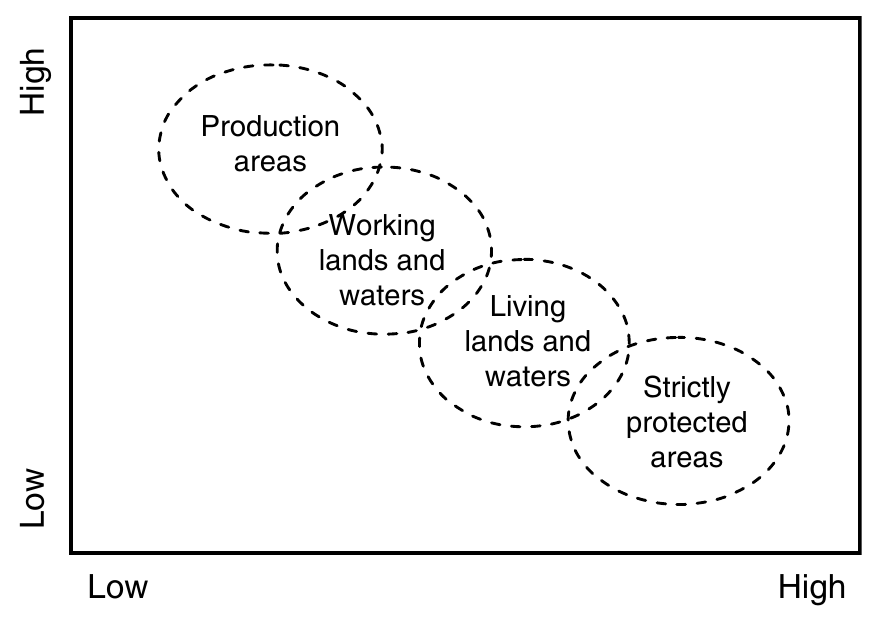 High
Production
areas
Working
lands and
waters
Living
lands and
waters
Strictly
protected
areas
Low
Low
High